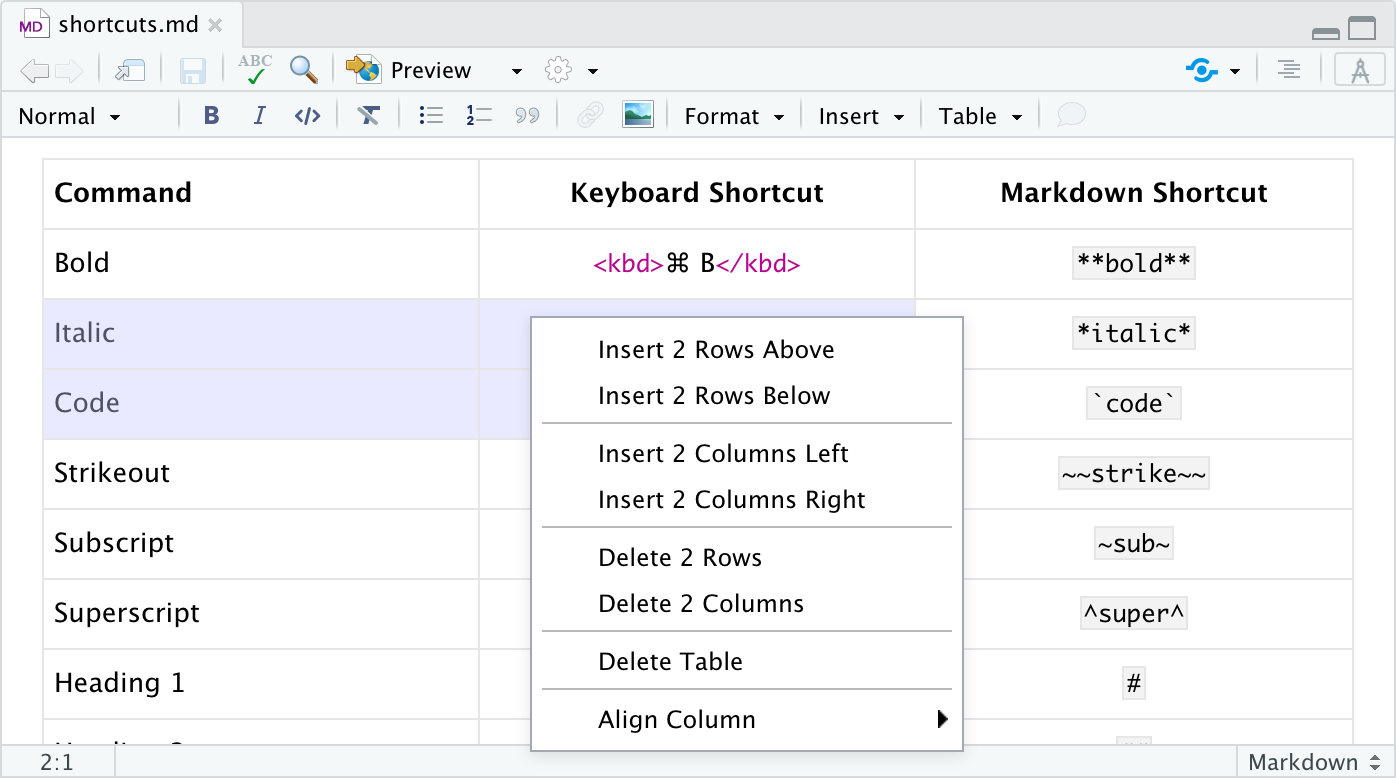 MD shortcuts.md
ABC Preview
Normal B I </> Format Insert Table
Command Keyboard Shortcut Markdown Shortcut
Bold <kbd>⌘ B</kbd> **bold**
Italic *italic*
Code `code`
Strikeout ~~strike~~
Subscript ~sub~
Superscript ^super^
Heading 1 #
Insert 2 Rows Above
Insert 2 Rows Below
Insert 2 Columns Left
Insert 2 Columns Right
Delete 2 Rows
Delete 2 Columns
Delete Table
Align Column
2:1 Markdown